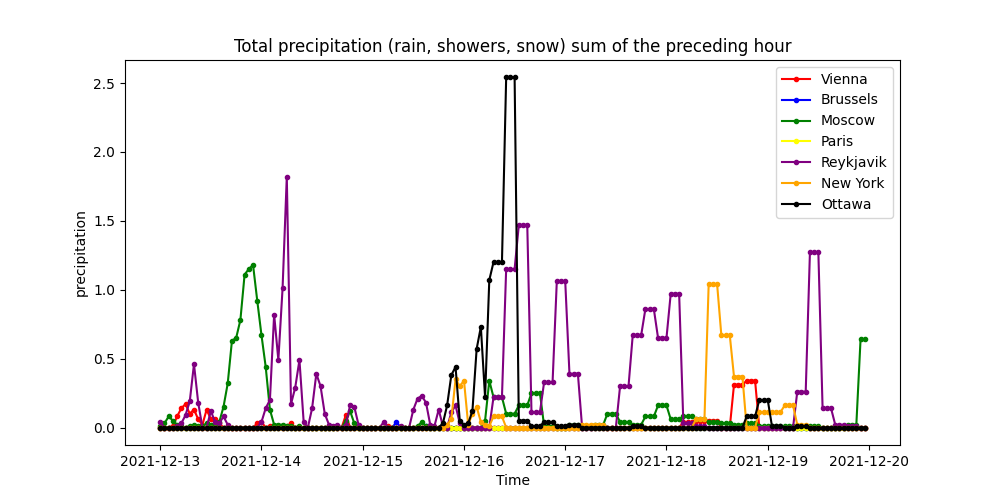 Total precipitation (rain, showers, snow) sum of the preceding hour
precipitation
2.5
2.0
1.5
1.0
0.5
0.0
Vienna
Brussels
Moscow
Paris
Reykjavik
New York
Ottawa
2021-12-13 2021-12-14 2021-12-15 2021-12-16 2021-12-17 2021-12-18 2021-12-19 2021-12-20
Time